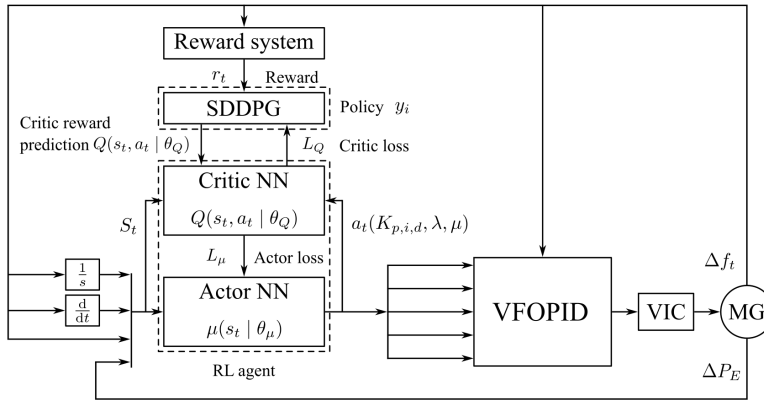 Reward system
r_t Reward
SDDPG
Policy y_i
Critic reward
prediction Q(s_t, a_t | θ_Q)
L_Q Critic loss
Critic NN
Q(s_t, a_t | θ_Q)
S_t
a_t(K_{p,i,d}, λ, μ)
L_μ Actor loss
Δf_t
1/s
Actor NN
d/dt
μ(s_t | θ_μ)
VFOPID
VIC
MG
RL agent
ΔP_E